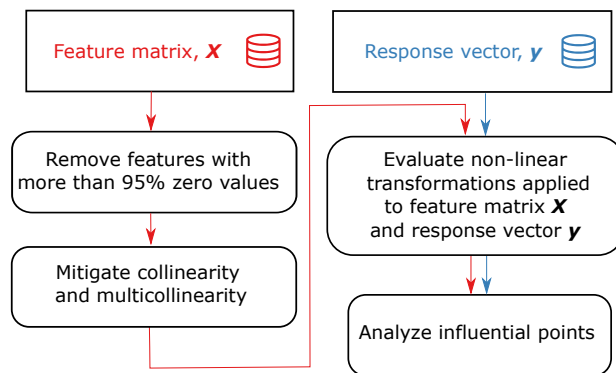 Feature matrix, X
Remove features with
more than 95% zero values
Mitigate collinearity
and multicollinearity
Response vector, y
Evaluate non-linear
transformations applied
to feature matrix X
and response vector y
Analyze influential points